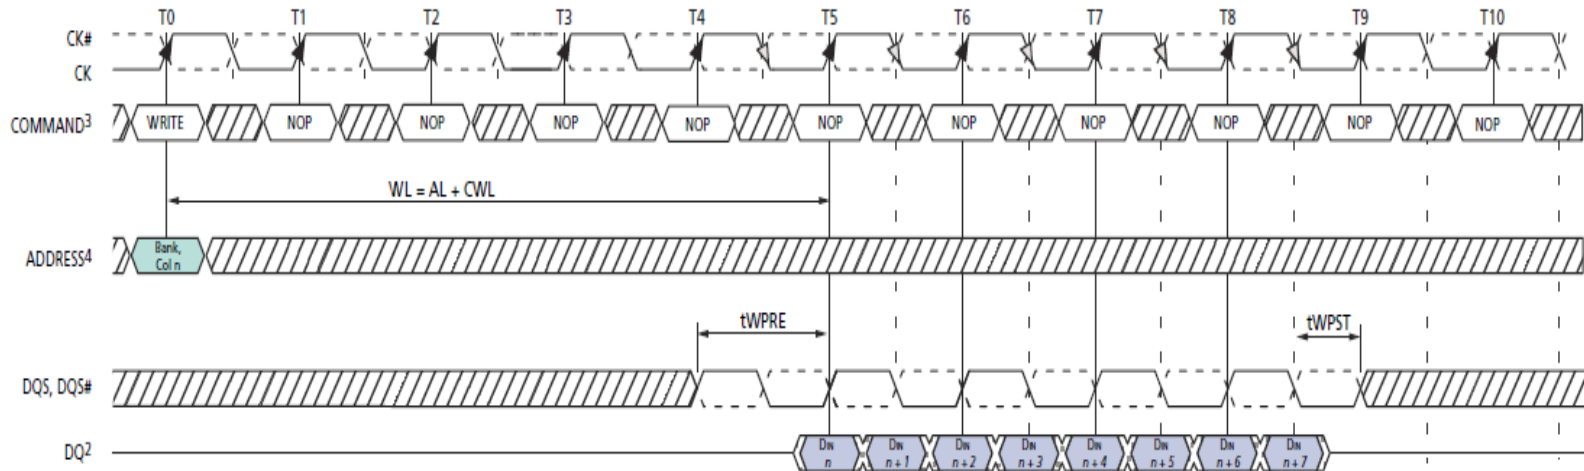 T0 T1 T2 T3 T4 T5 T6 T7 T8 T9 T10
CK#
CK
COMMAND3 WRITE NOP NOP NOP NOP NOP NOP NOP NOP NOP NOP
WL = AL + CWL
ADDRESS4 Bank,
Col n
tWPRE tWPST
DQS, DQS#
DQ2 DIN DIN DIN DIN DIN DIN DIN DIN
n n + 1 n + 2 n + 3 n + 4 n + 5 n + 6 n + 7